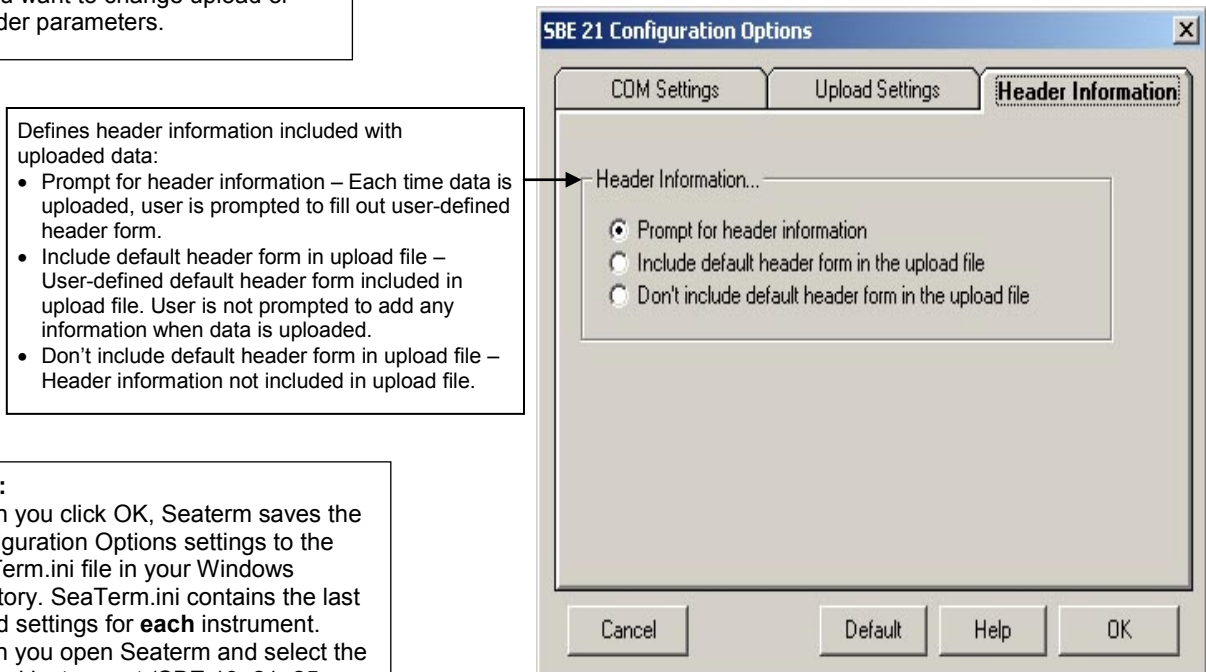 want to change upload or
der parameters.
Defines header information included with
uploaded data:
• Prompt for header information – Each time data is
uploaded, user is prompted to fill out user-defined
header form.
• Include default header form in upload file –
User-defined default header form included in
upload file. User is not prompted to add any
information when data is uploaded.
• Don't include default header form in upload file –
Header information not included in upload file.
:
you click OK, Seaterm saves the
guration Options settings to the
Term.ini file in your Windows
tory. SeaTerm.ini contains the last
d settings for each instrument.
you open Seaterm and select the
SBE 21 Configuration Options
COM Settings
Upload Settings
Header Information
Header Information...
Prompt for header information
Include default header form in the upload file
Don't include default header form in the upload file
Cancel
Default
Help
OK